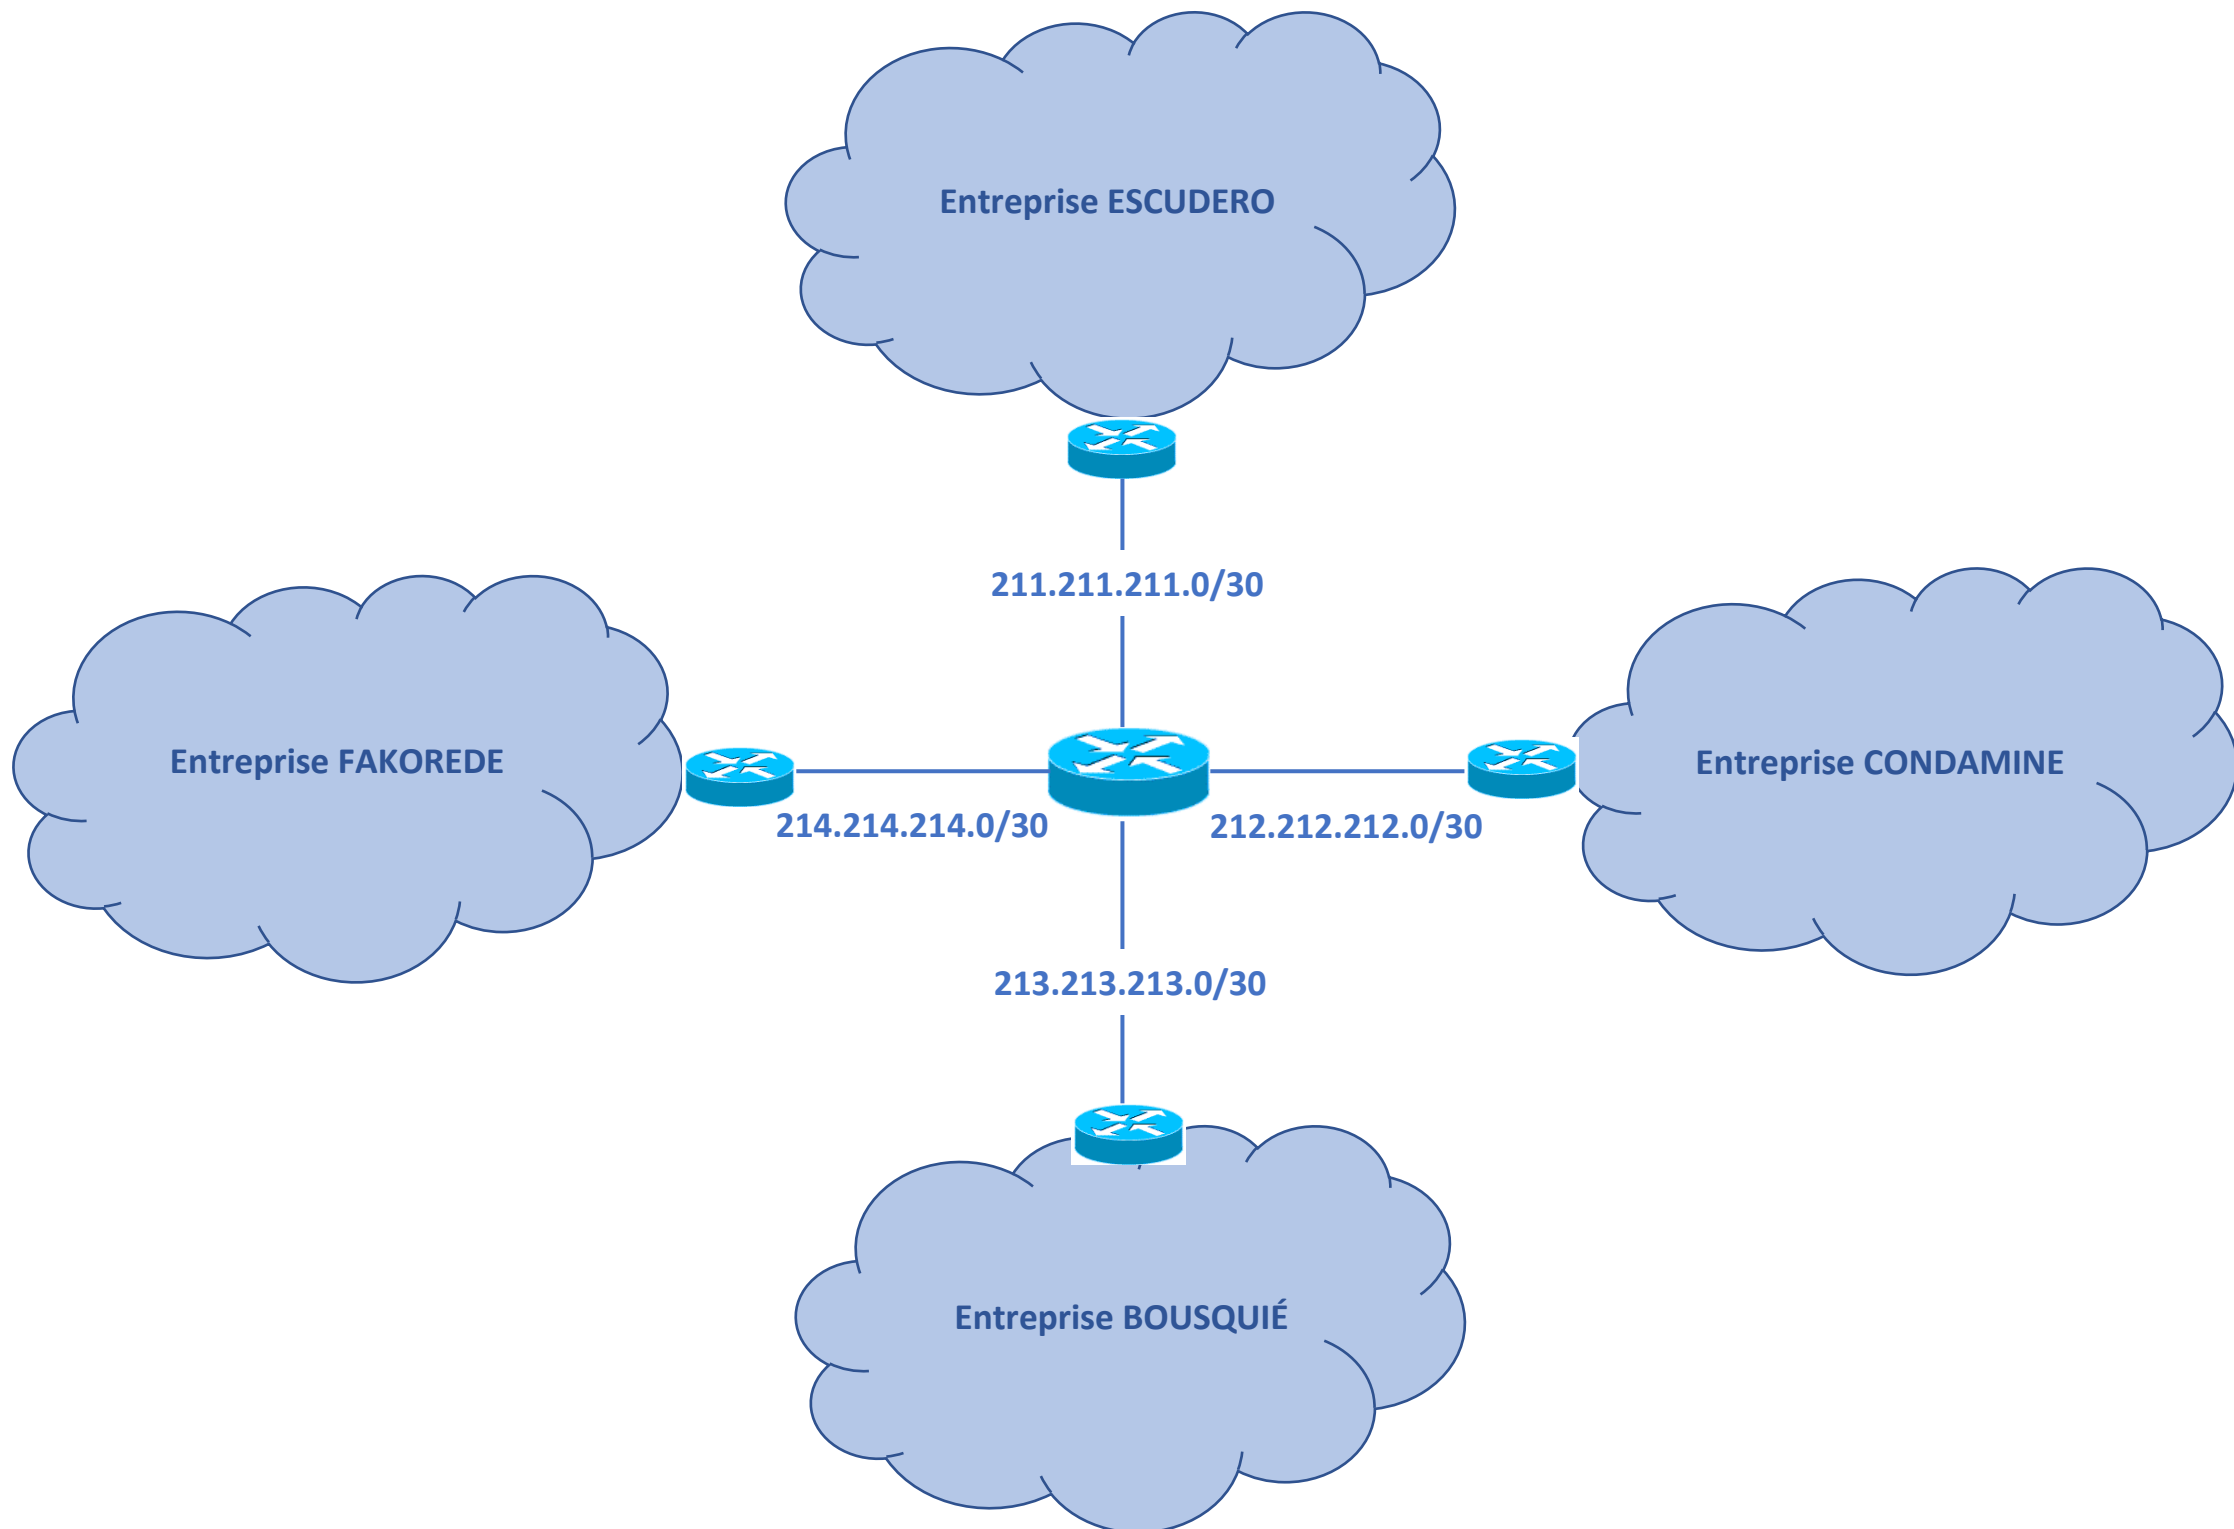 Entreprise ESCUDERO
211.211.211.0/30
Entreprise FAKOREDE
Entreprise CONDAMINE
214.214.214.0/30
212.212.212.0/30
213.213.213.0/30
Entreprise BOUSQUIÉ